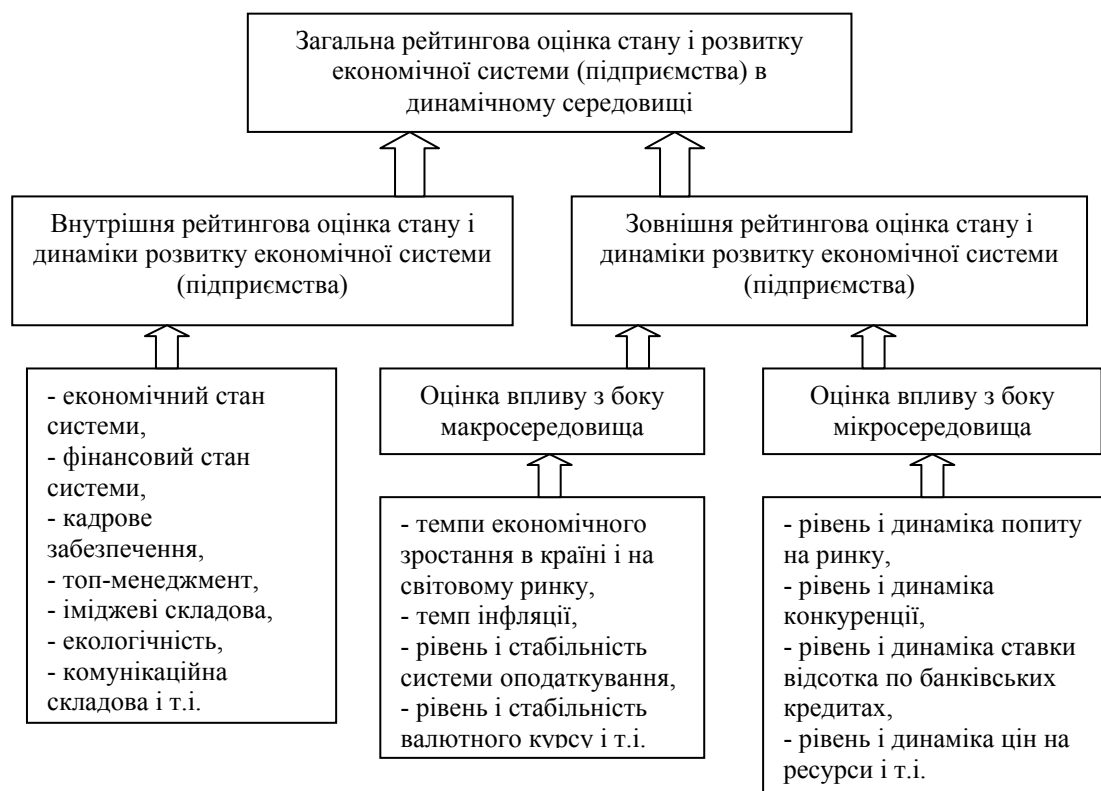 Загальна рейтингова оцінка стану і розвитку
економічної системи (підприємства) в
динамічному середовищі
Внутрішня рейтингова оцінка стану і
динаміки розвитку економічної системи
(підприємства)
Зовнішня рейтингова оцінка стану і
динаміки розвитку економічної системи
(підприємства)
- економічний стан
системи,
- фінансовий стан
системи,
- кадрове
забезпечення,
- топ-менеджмент,
- іміджеві складова,
- екологічність,
- комунікаційна
складова і т.і.
Оцінка впливу з боку
макросередовища
- темпи економічного
зростання в країні і на
світовому ринку,
- темп інфляції,
- рівень і стабільність
системи оподаткування,
- рівень і стабільність
валютного курсу і т.і.
Оцінка впливу з боку
мікросередовища
- рівень і динаміка попиту
на ринку,
- рівень і динаміка
конкуренції,
- рівень і динаміка ставки
відсотка по банківських
кредитах,
- рівень і динаміка цін на
ресурси і т.і.